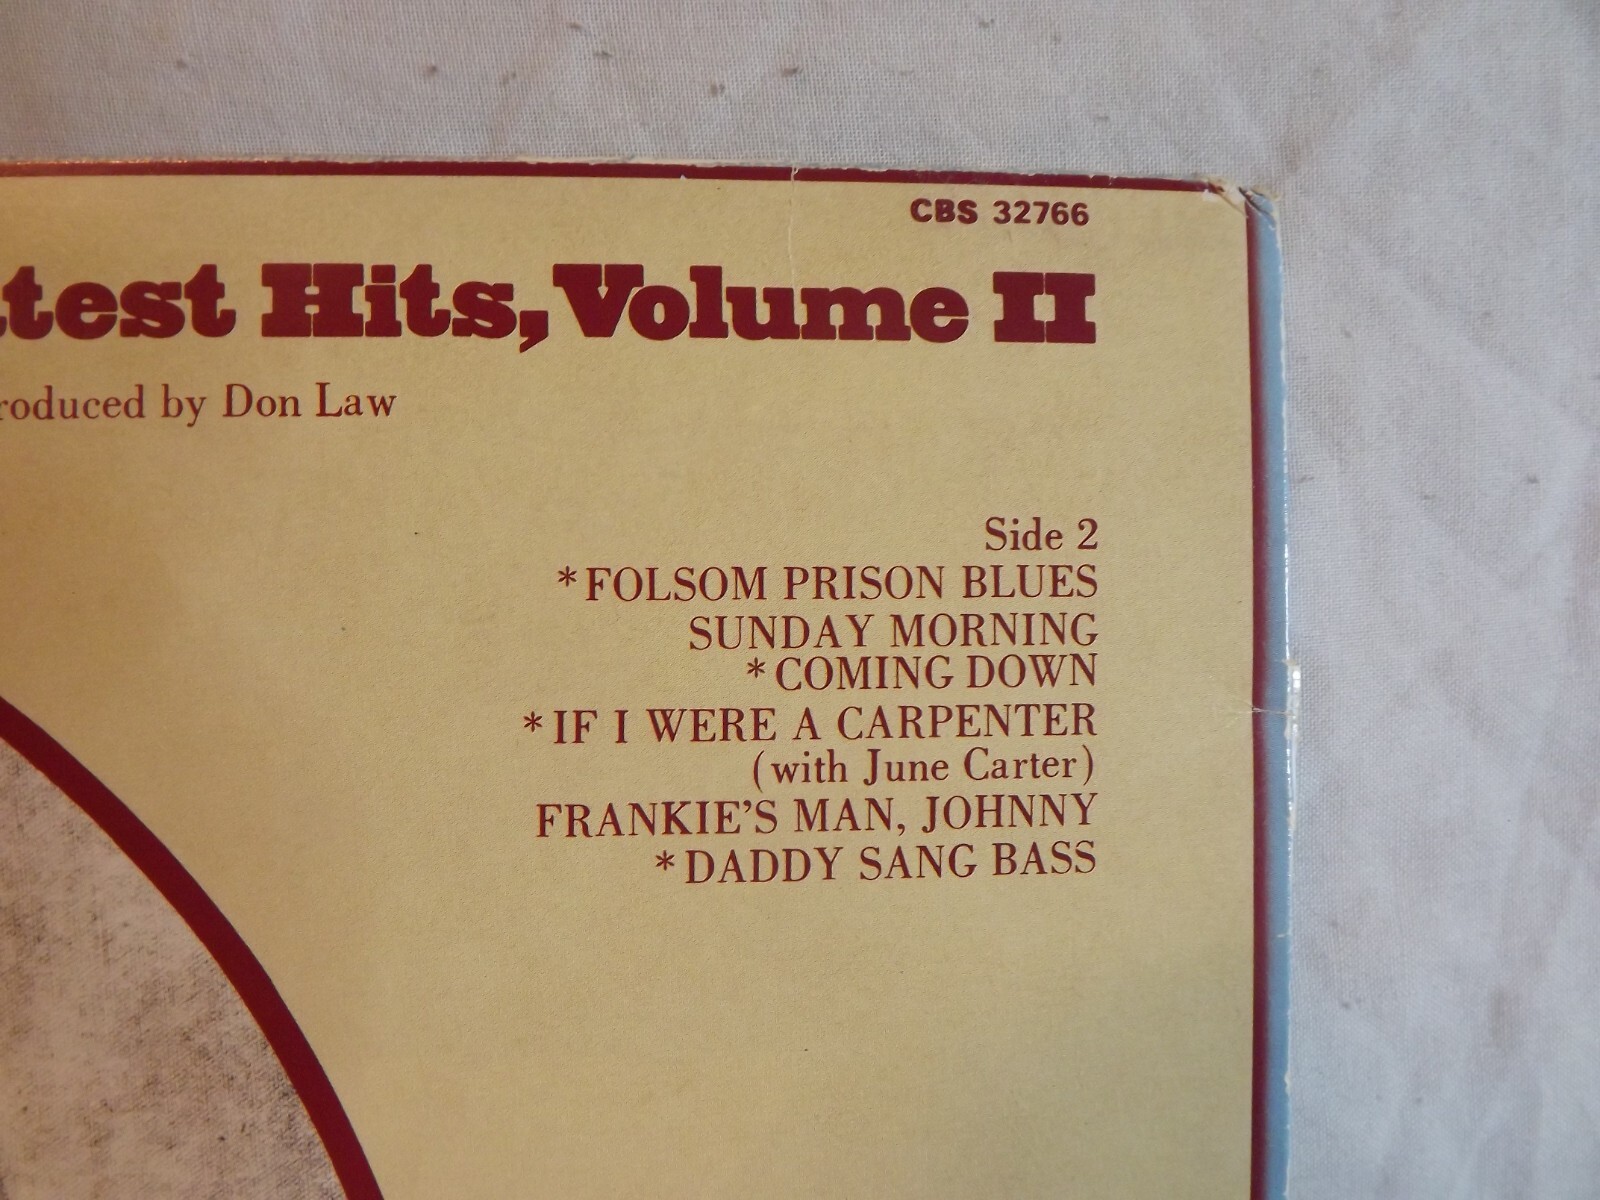 CBS 32766
test Hits, Volume II
roduced by Don Law
Side 2
*FOLSOM PRISON BLUES
SUNDAY MORNING
*COMING DOWN
*IF I WERE A CARPENTER
(with June Carter)
FRANKIE'S MAN, JOHNNY
*DADDY SANG BASS